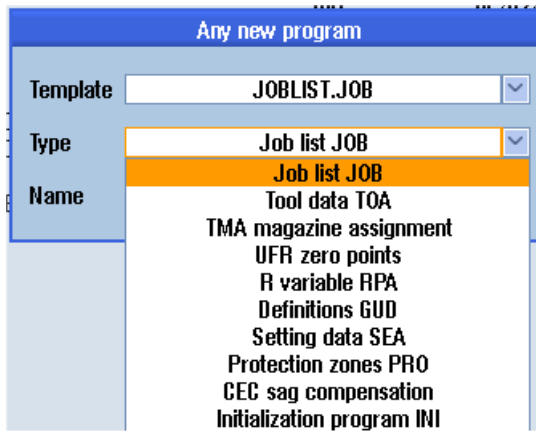 Any new program
Template JOBLIST.JOB
Type Job list JOB
Job list JOB
Name Tool data TOA
TMA magazine assignment
UFR zero points
R variable RPA
Definitions GUD
Setting data SEA
Protection zones PRO
CEC sag compensation
Initialization program INI